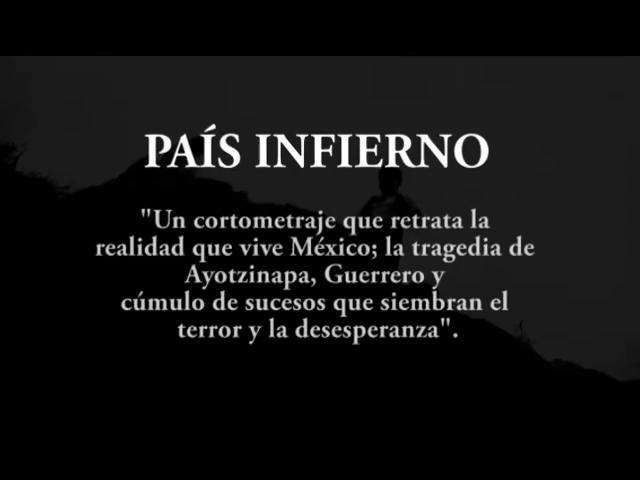 PAÍS INFIERNO
"Un cortometraje que retrata la
realidad que vive México; la tragedia de
Ayotzinapa, Guerrero y
cúmulo de sucesos que siembran el
terror y la desesperanza".